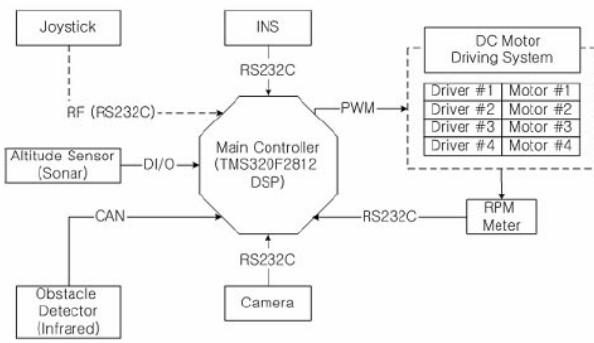 Joystick
INS
DC Motor
Driving System
RS232C
RF (RS232C)
PWM
Driver #1 Motor #1
Driver #2 Motor #2
Driver #3 Motor #3
Driver #4 Motor #4
Main Controller
(TMS320F2812
DSP)
Altitude Sensor
(Sonar)
DI/O
CAN
RS232C
RPM
Meter
RS232C
Obstacle
Detector
(Infrared)
Camera